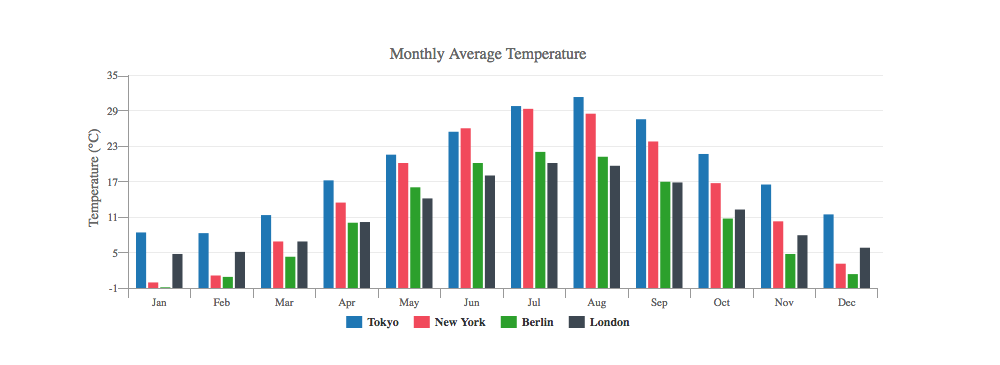 Monthly Average Temperature
Temperature (°C)
35
29
23
17
11
5
-1
Jan Feb Mar Apr May Jun Jul Aug Sep Oct Nov Dec
Tokyo New York Berlin London